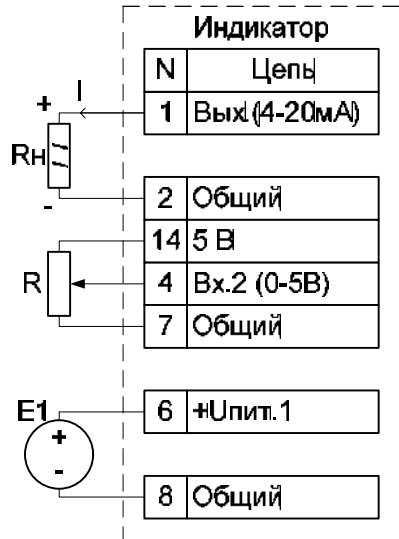 Индикатор
N Цепь
+ I
1 Вых.(4-20мА)
Rн
-
2 Общий
14 5 В
R
4 Вх.2 (0-5В)
7 Общий
E1
6 +Uпит.1
+
-
8 Общий